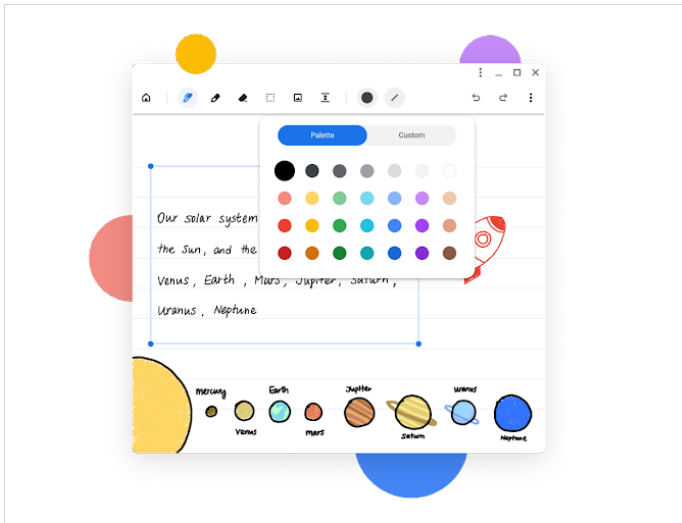 Palette Custom
Our solar system
the Sun, and the
Venus, Earth, Mars, Jupiter, Saturn,
Uranus, Neptune
mercury Earth Jupiter uranus
Venus mars Saturn Neptune